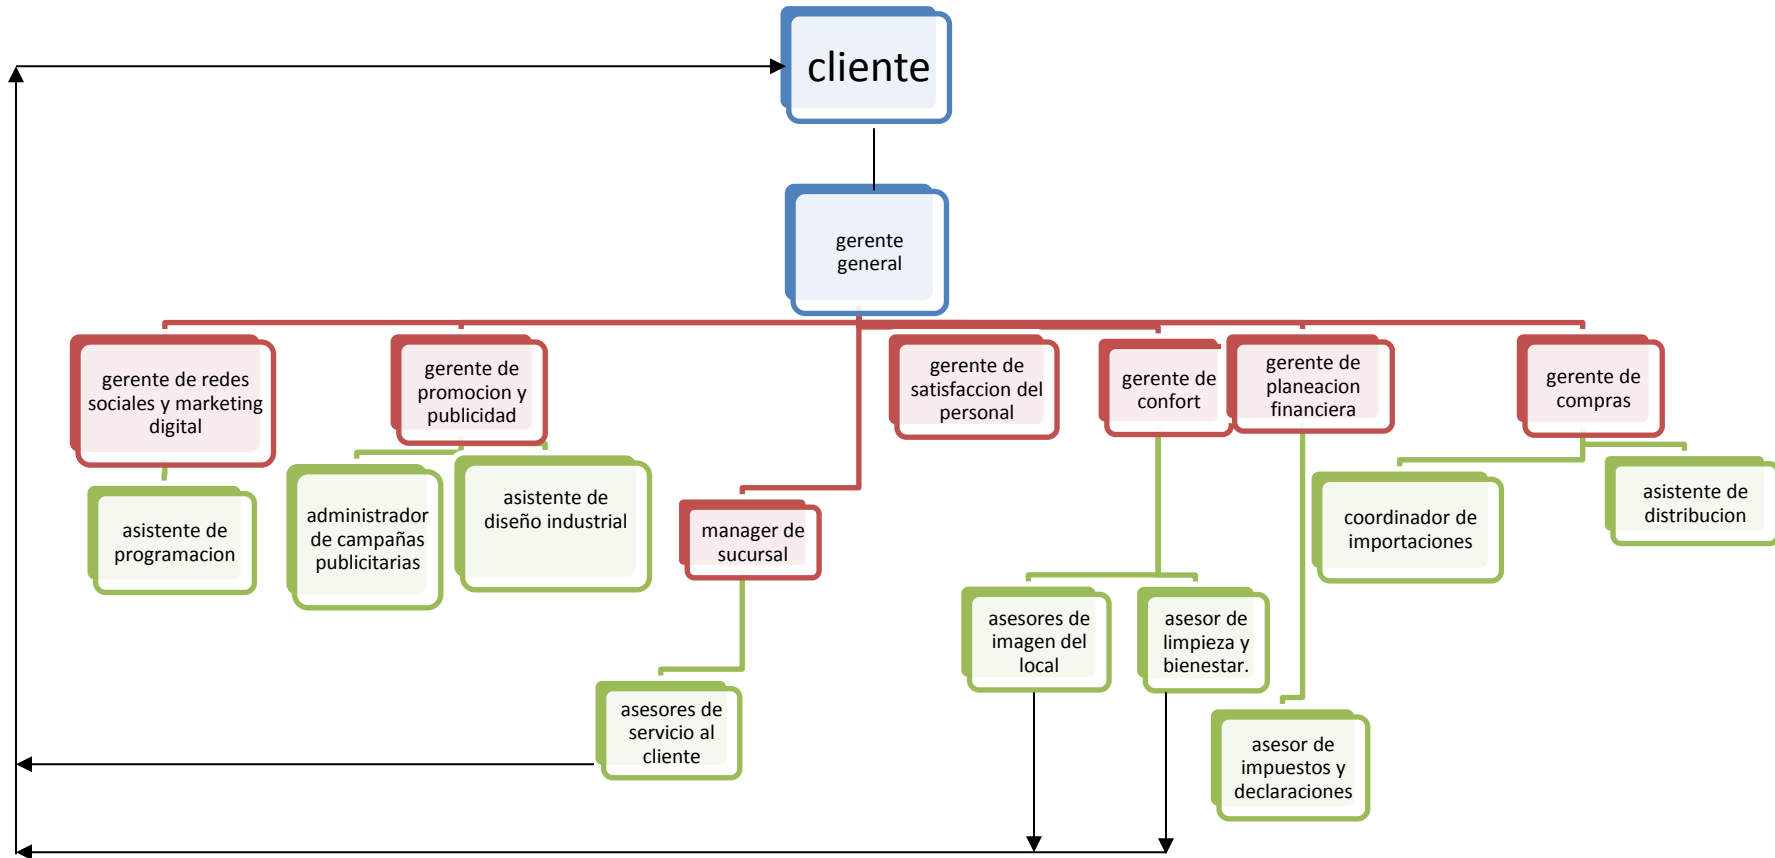 cliente
gerente
general
gerente de redes
sociales y marketing
digital
gerente de
promocion y
publicidad
gerente de
satisfaccion del
personal
gerente de
confort
gerente de
planeacion
financiera
gerente de
compras
asistente de
programacion
administrador
de campañas
publicitarias
asistente de
diseño industrial
manager de
sucursal
coordinador de
importaciones
asistente de
distribucion
asesores de
imagen del
local
asesor de
limpieza y
bienestar.
asesores de
servicio al
cliente
asesor de
impuestos y
declaraciones